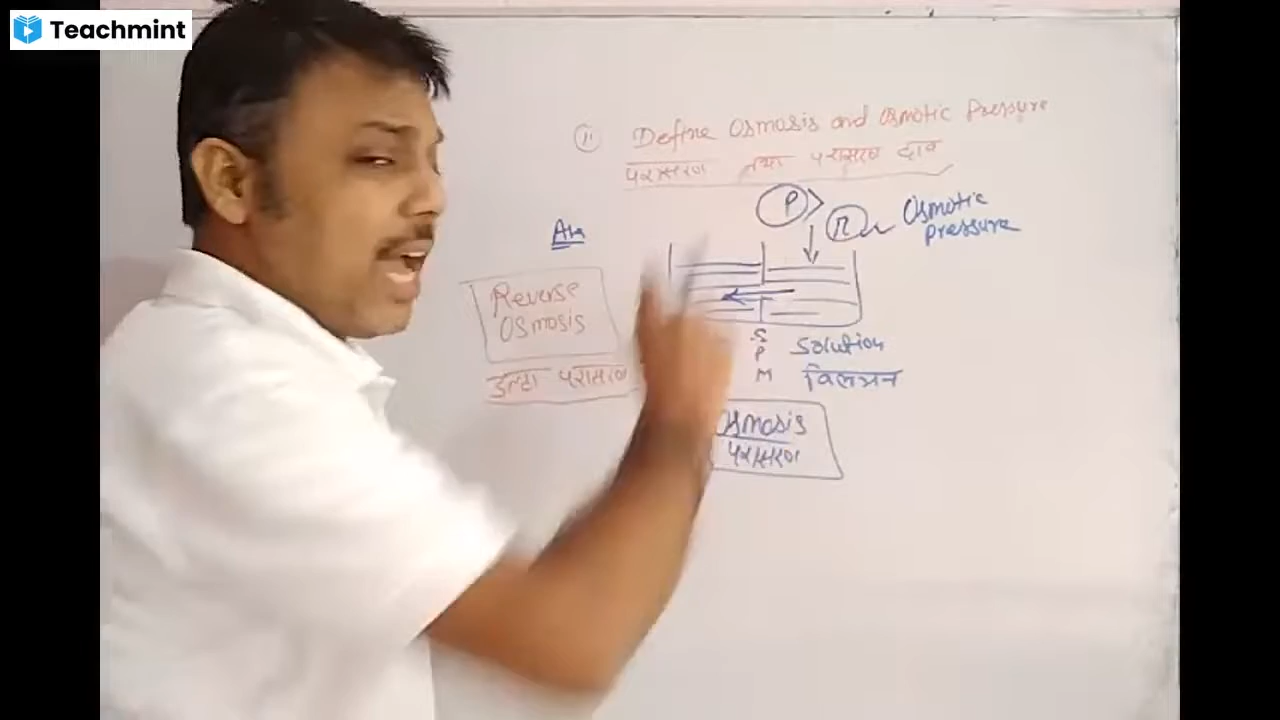 Teachmint
11 Define Osmosis and Osmotic Pressure
परासरण तथा परासरण दाब
P >
π Osmotic
pressure
Ans
Reverse
Osmosis
उल्टा परासरण
S
P
M
Solution
विलयन
Osmosis
परासरण